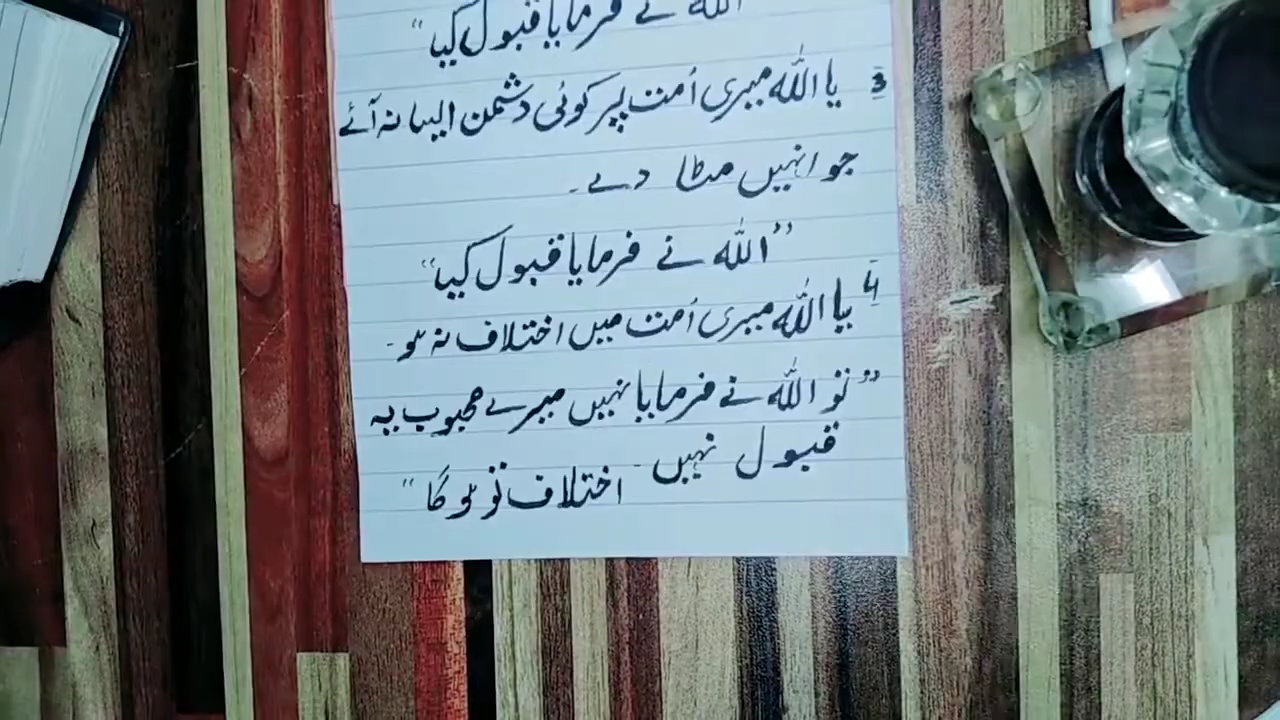 اللہ نے فرمایا قبول کیا“
3 یا اللہ میری اُمت پر کوئی دشمن ایسا نہ آئے
جو انہیں مٹا دے۔
”اللہ نے فرمایا قبول کیا“
4 یا اللہ میری اُمت میں اختلاف نہ ہو۔
”تو اللہ نے فرمایا نہیں میرے محبوب یہ
قبول نہیں۔ اختلاف تو ہوگا“